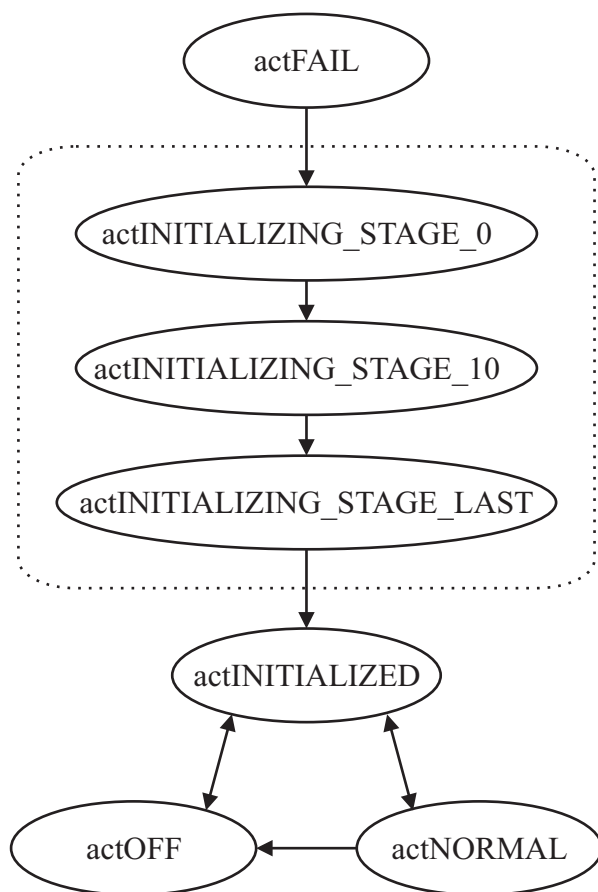 actFAIL
actINITIALIZING_STAGE_0
actINITIALIZING_STAGE_10
actINITIALIZING_STAGE_LAST
actINITIALIZED
actOFF
actNORMAL